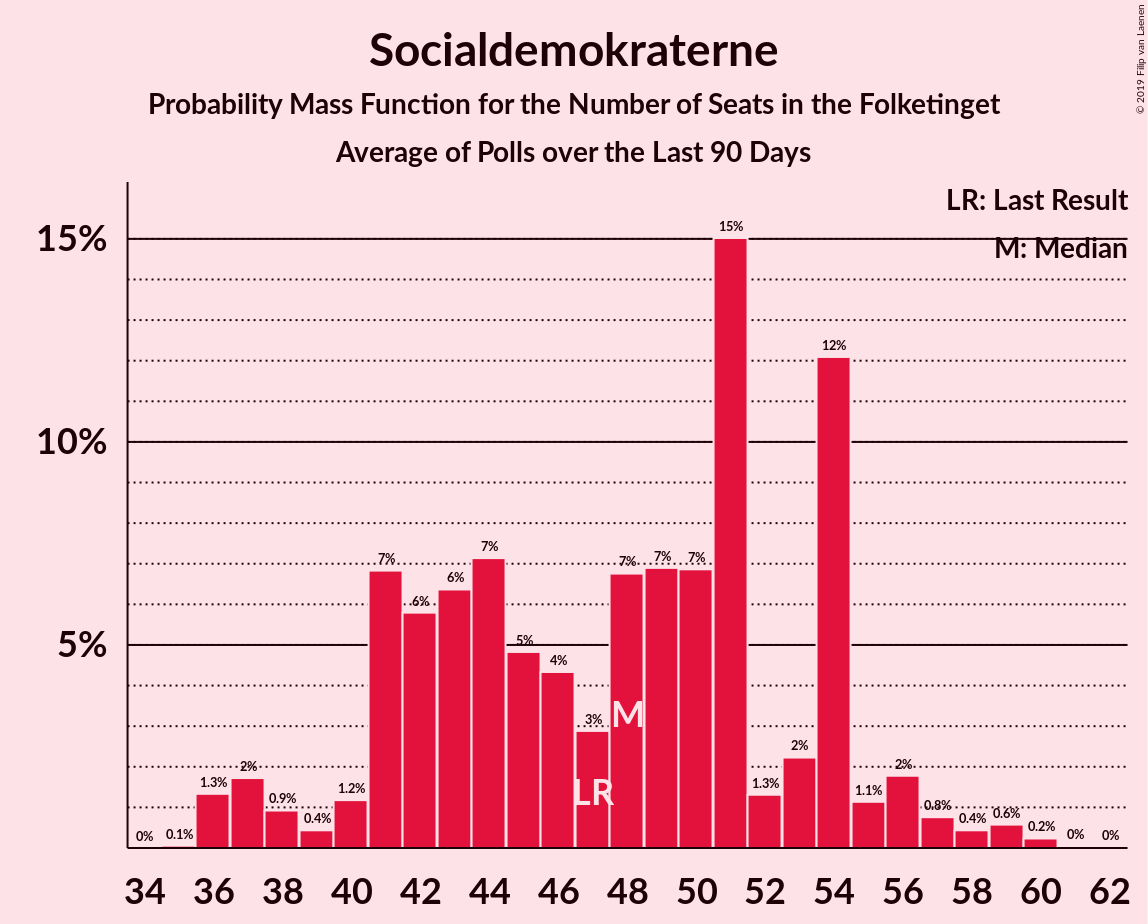 Socialdemokraterne
Probability Mass Function for the Number of Seats in the Folketinget
Average of Polls over the Last 90 Days
© 2019 Filip van Laenen
LR: Last Result
M: Median
15%
10%
5%
0% 0.1% 1.3% 2% 0.9% 0.4% 1.2% 7% 6% 6% 7% 5% 4% 3% 7% 7% 7% 15% 1.3% 2% 12% 1.1% 2% 0.8% 0.4% 0.6% 0.2% 0% 0%
M
LR
34 36 38 40 42 44 46 48 50 52 54 56 58 60 62